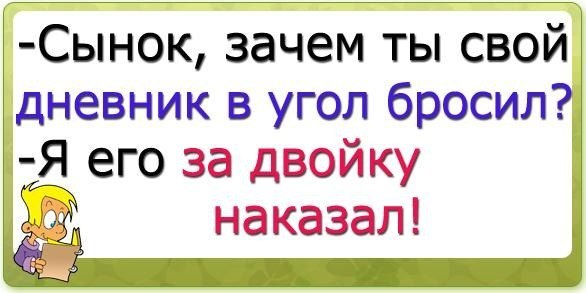 -Сынок, зачем ты свой
дневник в угол бросил?
-Я его за двойку
наказал!